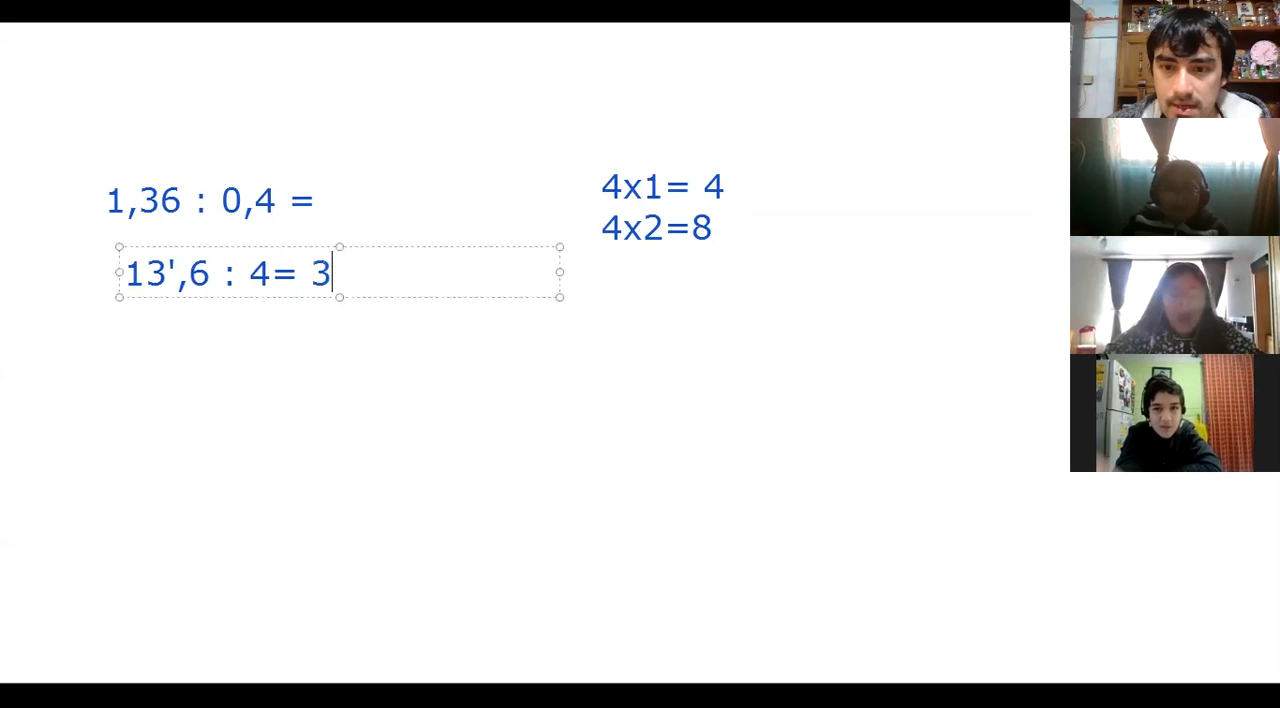 1,36 : 0,4 =
13',6 : 4= 3
4x1= 4
4x2=8